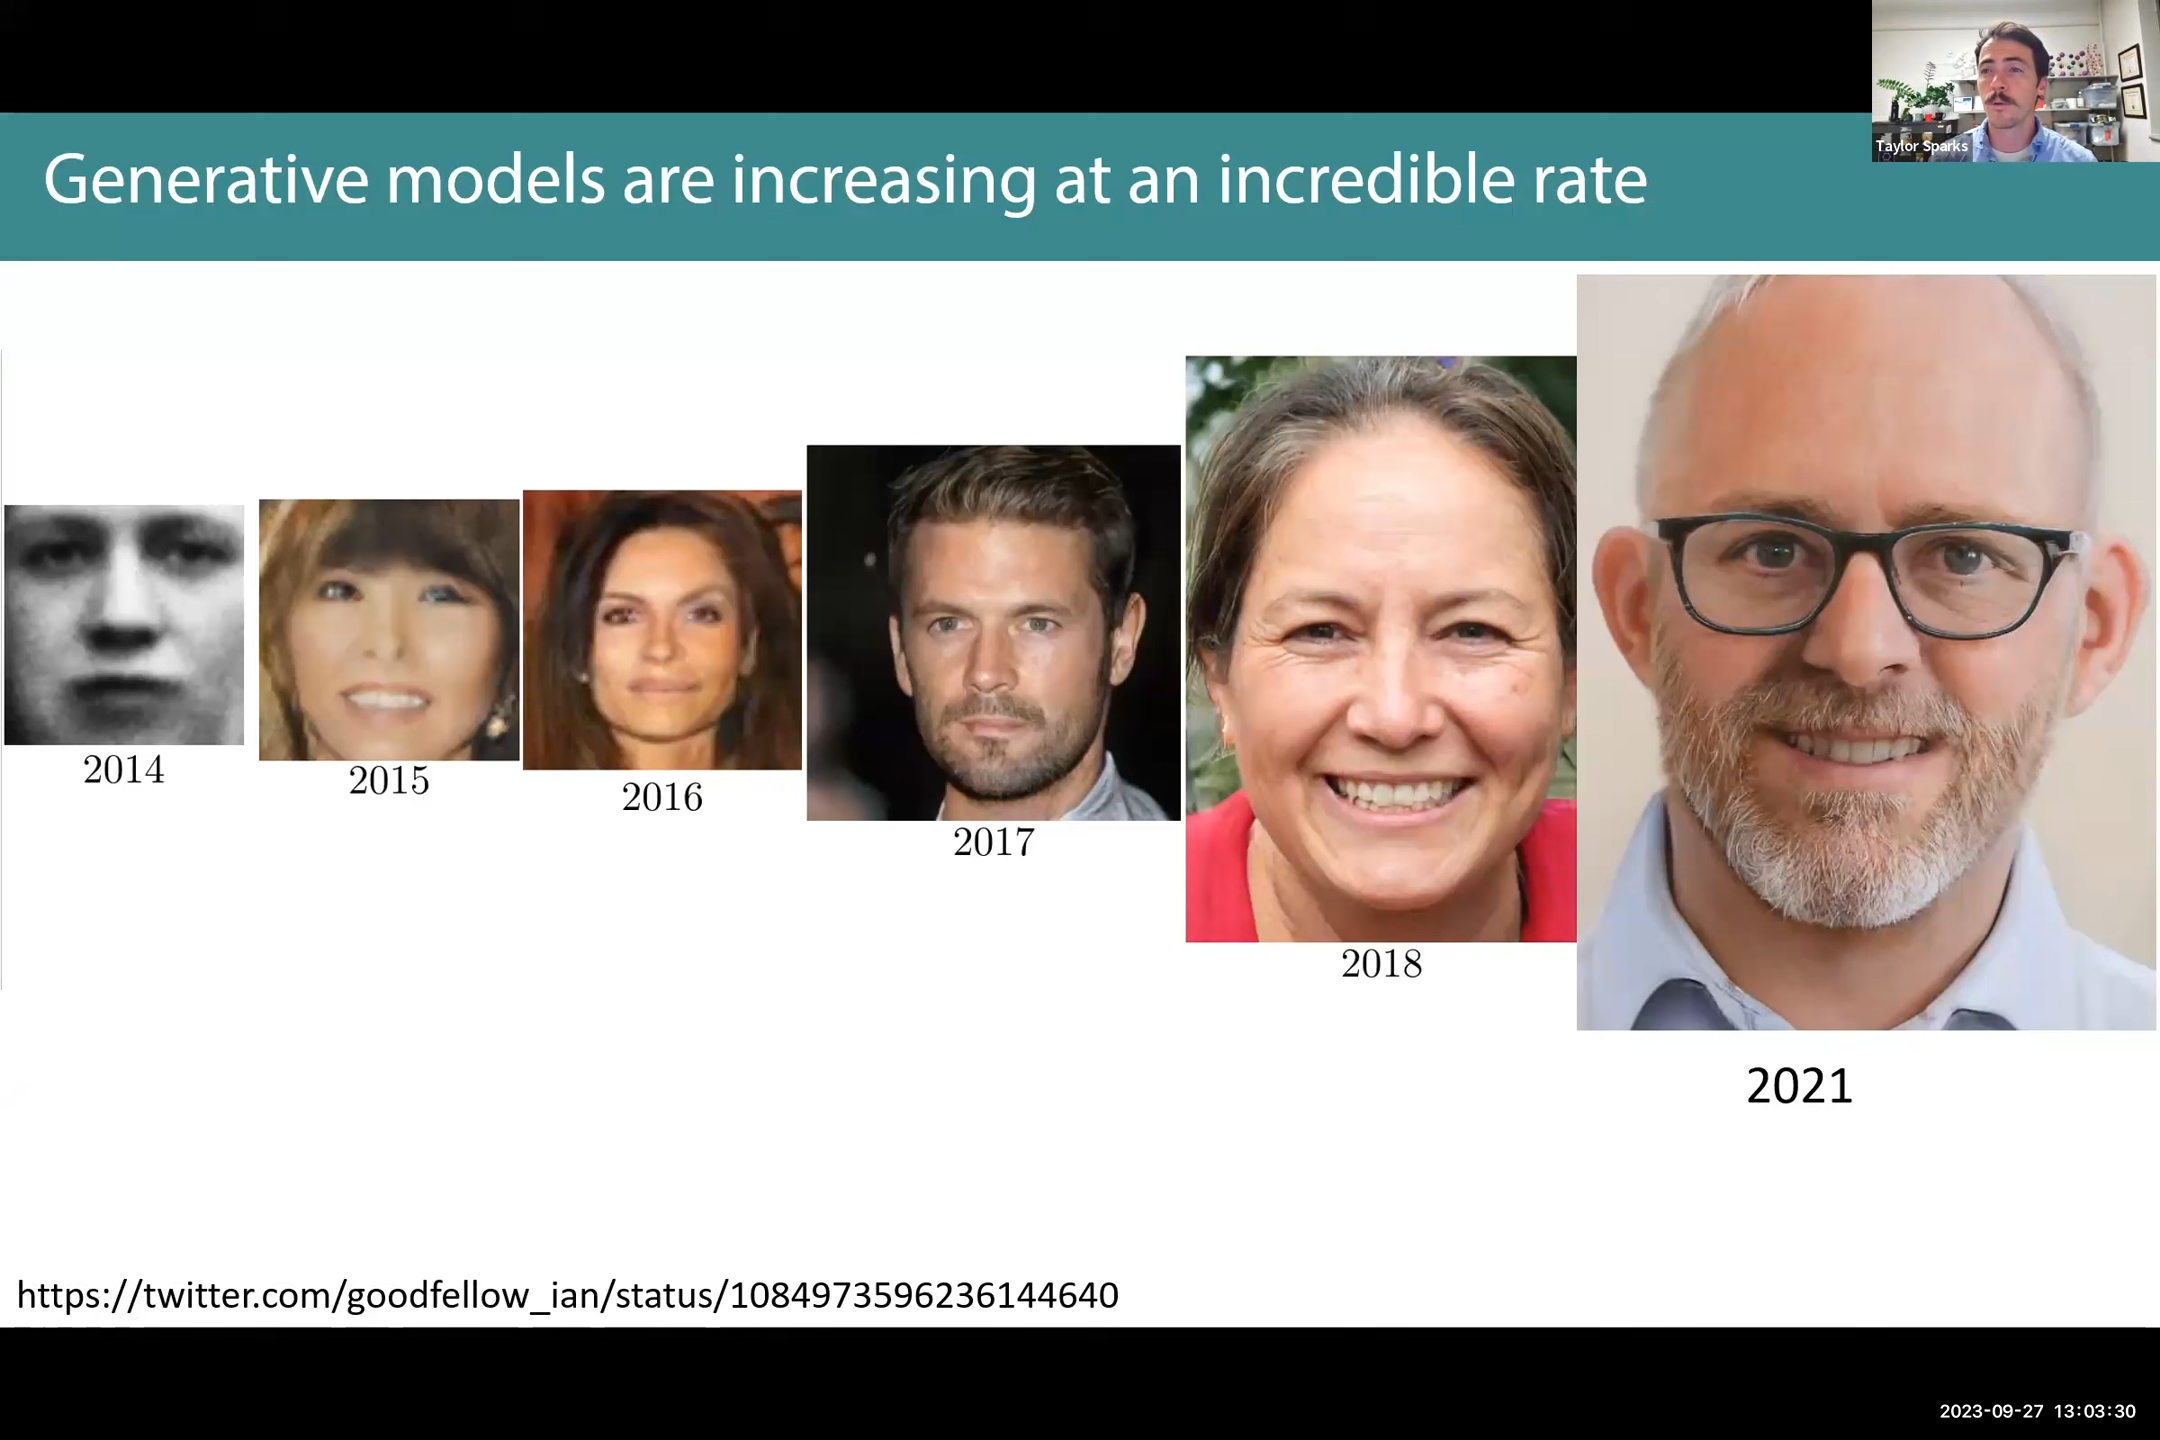 Taylor Sparks
Generative models are increasing at an incredible rate
2014
2015
2016
2017
2018
2021
https://twitter.com/goodfellow_ian/status/1084973596236144640
2023-09-27 13:03:30